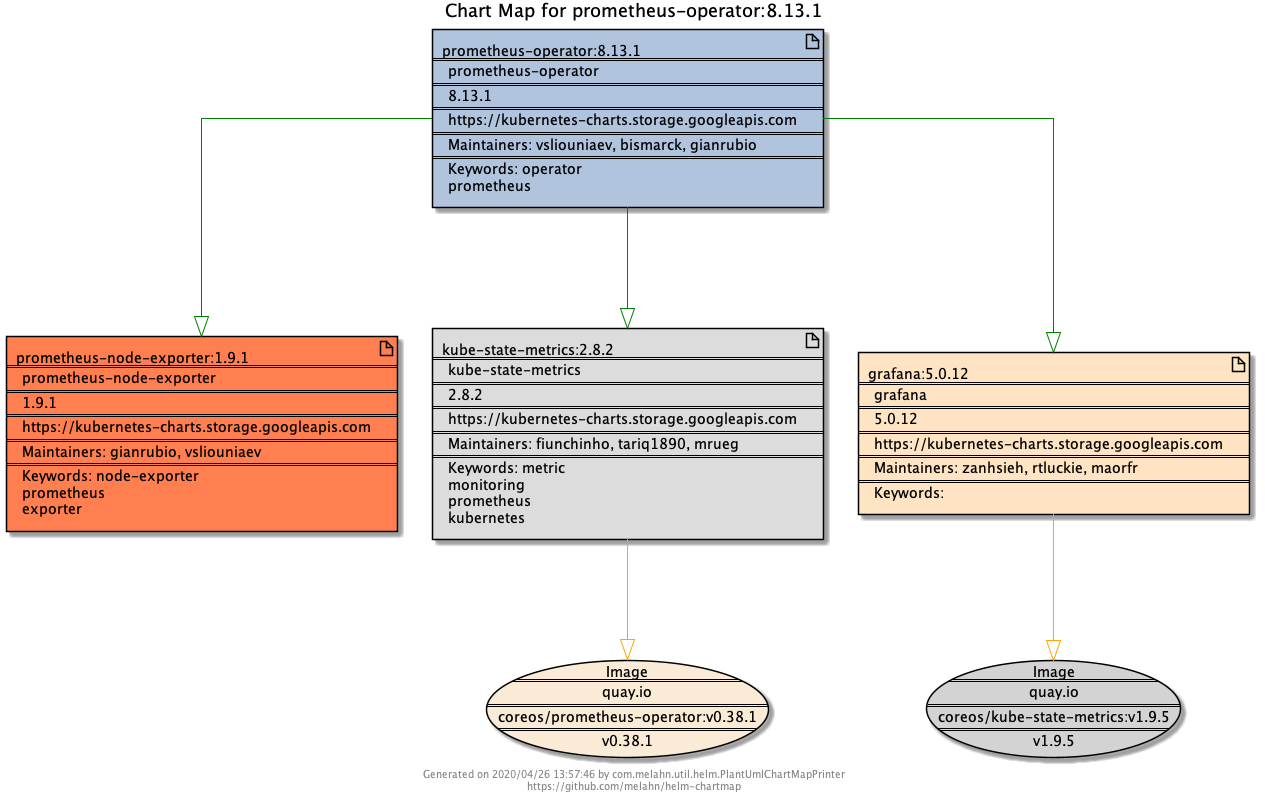 Chart Map for prometheus-operator:8.13.1
prometheus-operator:8.13.1
prometheus-operator
8.13.1
https://kubernetes-charts.storage.googleapis.com
Maintainers: vsliouniaev, bismarck, gianrubio
Keywords: operator
prometheus
prometheus-node-exporter:1.9.1
prometheus-node-exporter
1.9.1
https://kubernetes-charts.storage.googleapis.com
Maintainers: gianrubio, vsliouniaev
Keywords: node-exporter
prometheus
exporter
kube-state-metrics:2.8.2
kube-state-metrics
2.8.2
https://kubernetes-charts.storage.googleapis.com
Maintainers: fiunchinho, tariq1890, mrueg
Keywords: metric
monitoring
prometheus
kubernetes
grafana:5.0.12
grafana
5.0.12
https://kubernetes-charts.storage.googleapis.com
Maintainers: zanhsieh, rtluckie, maorfr
Keywords:
Image
quay.io
coreos/prometheus-operator:v0.38.1
v0.38.1
Image
quay.io
coreos/kube-state-metrics:v1.9.5
v1.9.5
Generated on 2020/04/26 13:57:46 by com.melahn.util.helm.PlantUmlChartMapPrinter
https://github.com/melahn/helm-chartmap